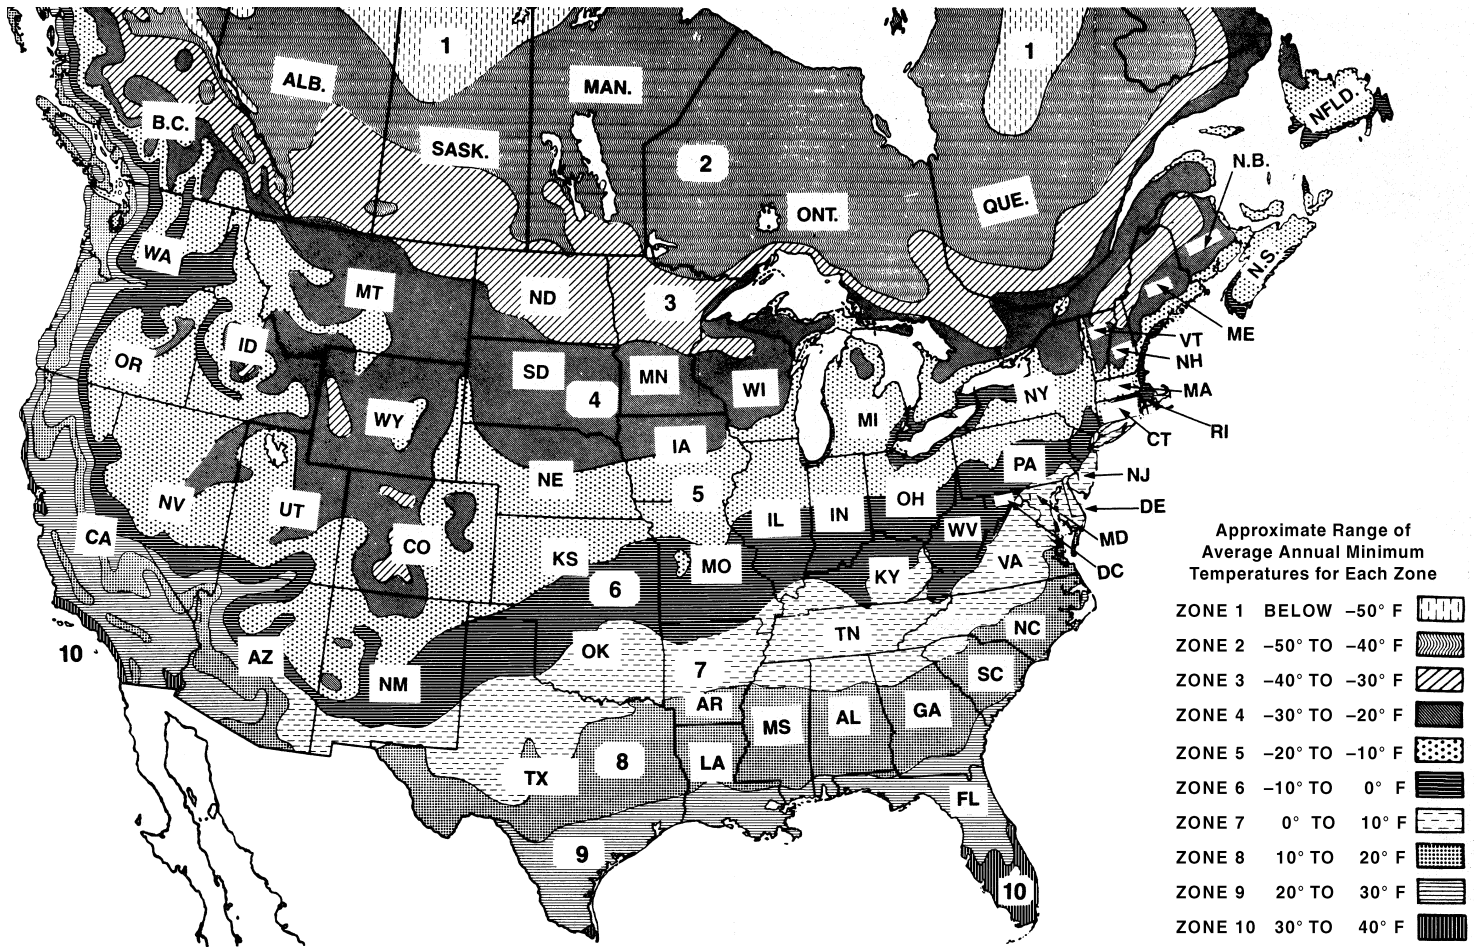 1
1
ALB.
MAN.
NFLD.
B.C.
SASK.
2
N.B.
QUE.
ONT.
WA
N.S.
MT
ND
3
ME
VT
ID
NH
OR
SD
MN
WI
MA
4
NY
WY
MI
RI
CT
IA
PA
NJ
NE
5
OH
NV
UT
IL
IN
DE
WV
CA
MD
CO
KS
MO
VA
DC
KY
6
NC
TN
10
OK
AZ
7
SC
NM
AR
MS
AL
GA
8
LA
TX
FL
9
10
Approximate Range of
Average Annual Minimum
Temperatures for Each Zone
ZONE 1 BELOW –50° F
ZONE 2 –50° TO –40° F
ZONE 3 –40° TO –30° F
ZONE 4 –30° TO –20° F
ZONE 5 –20° TO –10° F
ZONE 6 –10° TO 0° F
ZONE 7 0° TO 10° F
ZONE 8 10° TO 20° F
ZONE 9 20° TO 30° F
ZONE 10 30° TO 40° F